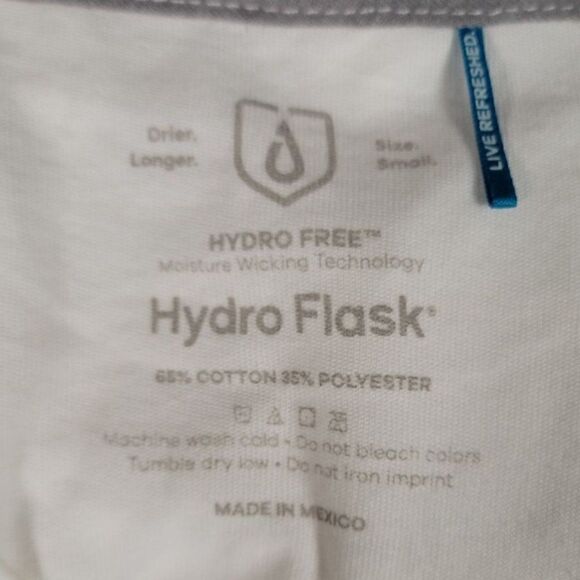 Drier.
Longer.
Size.
Small.
LIVE REFRESHED.
HYDRO FREE™
Moisture Wicking Technology
Hydro Flask®
65% COTTON 35% POLYESTER
Machine wash cold • Do not bleach colors
Tumble dry low • Do not iron imprint
MADE IN MEXICO